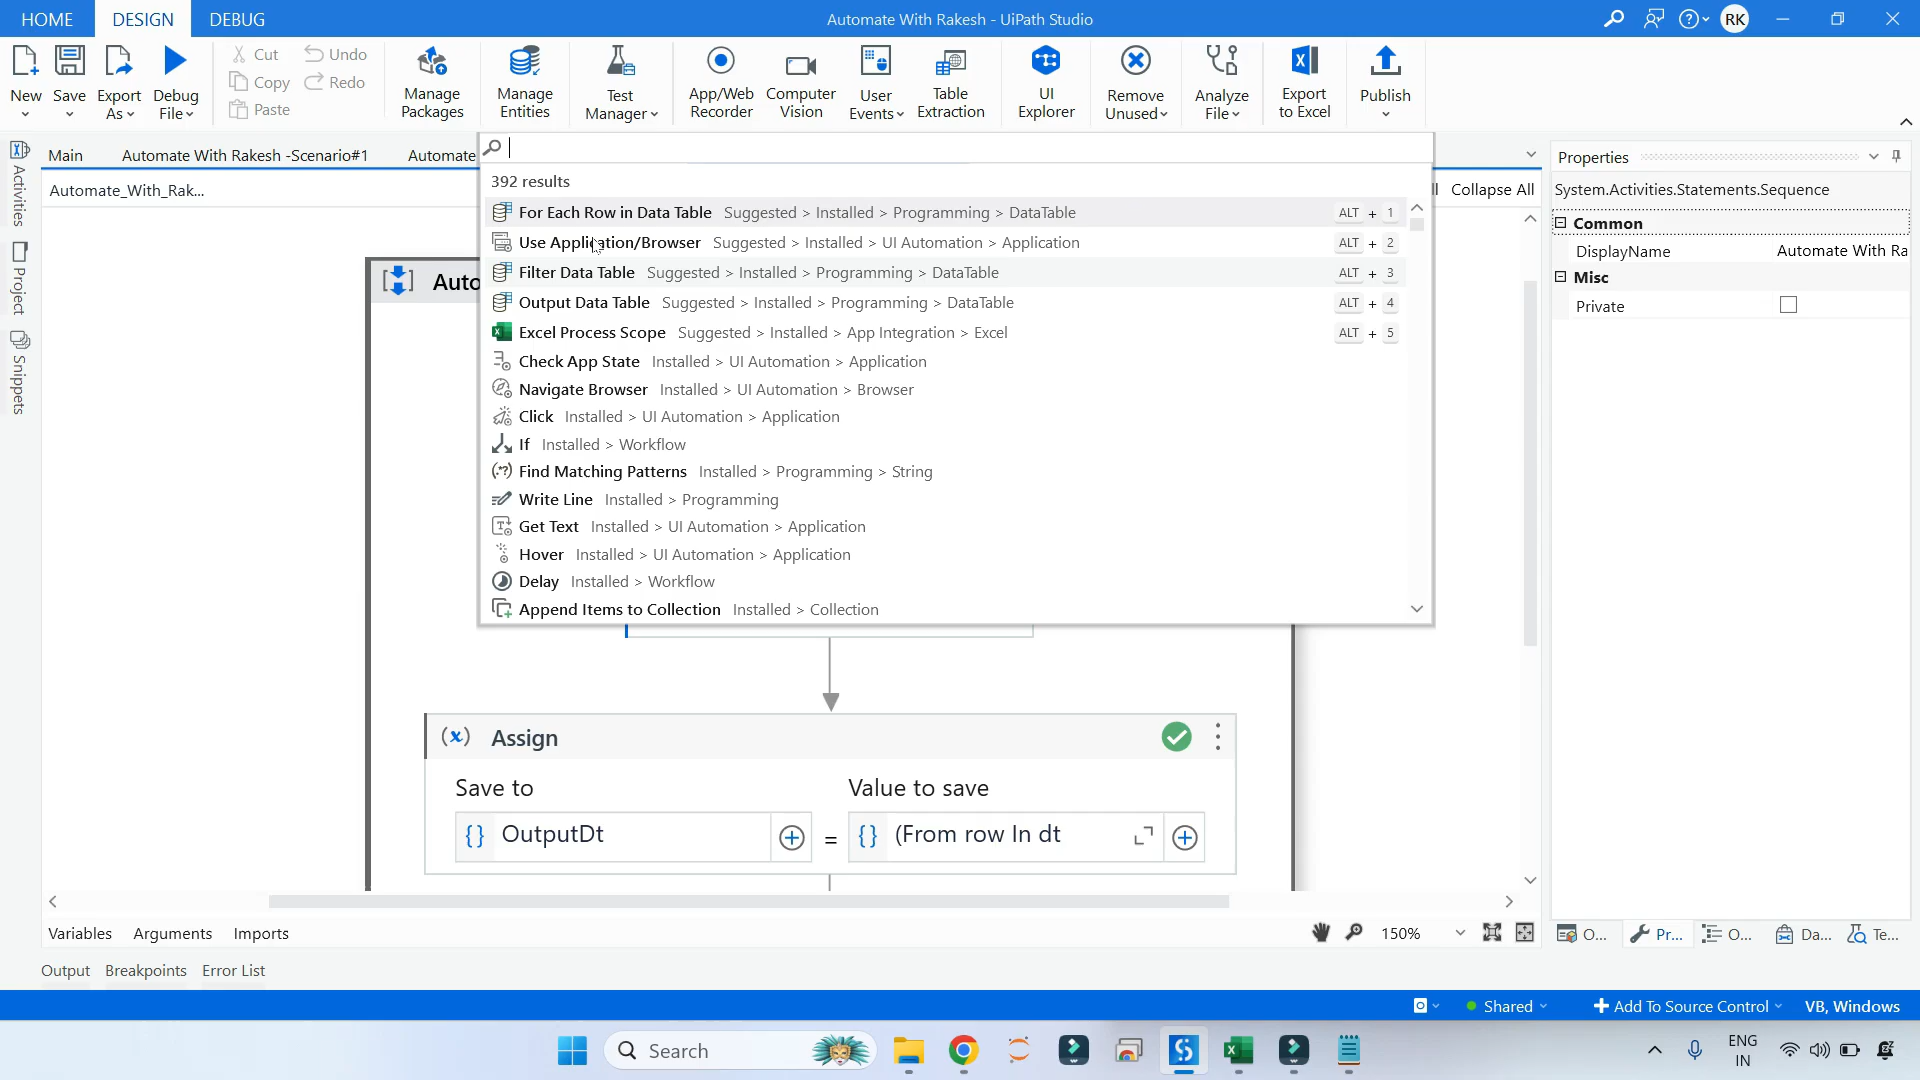 HOME DESIGN DEBUG Automate With Rakesh - UiPath Studio RK
New Save Export As Debug File
Cut Copy Paste Undo Redo
Manage Packages Manage Entities Test Manager App/Web Recorder Computer Vision User Events Table Extraction UI Explorer Remove Unused Analyze File Export to Excel Publish
Main Automate With Rakesh -Scenario#1 Automate
Automate_With_Rak...
Collapse All
Activities
Project
Snippets
392 results
For Each Row in Data Table Suggested > Installed > Programming > DataTable ALT + 1
Use Application/Browser Suggested > Installed > UI Automation > Application ALT + 2
Filter Data Table Suggested > Installed > Programming > DataTable ALT + 3
Output Data Table Suggested > Installed > Programming > DataTable ALT + 4
Excel Process Scope Suggested > Installed > App Integration > Excel ALT + 5
Check App State Installed > UI Automation > Application
Navigate Browser Installed > UI Automation > Browser
Click Installed > UI Automation > Application
If Installed > Workflow
Find Matching Patterns Installed > Programming > String
Write Line Installed > Programming
Get Text Installed > UI Automation > Application
Hover Installed > UI Automation > Application
Delay Installed > Workflow
Append Items to Collection Installed > Collection
Auto
Assign
Save to Value to save
OutputDt = (From row In dt
Properties
System.Activities.Statements.Sequence
Common
DisplayName Automate With Ra
Misc
Private
Variables Arguments Imports 150% O... Pr... O... Da... Te...
Output Breakpoints Error List
Shared Add To Source Control VB, Windows
Search ENG
IN